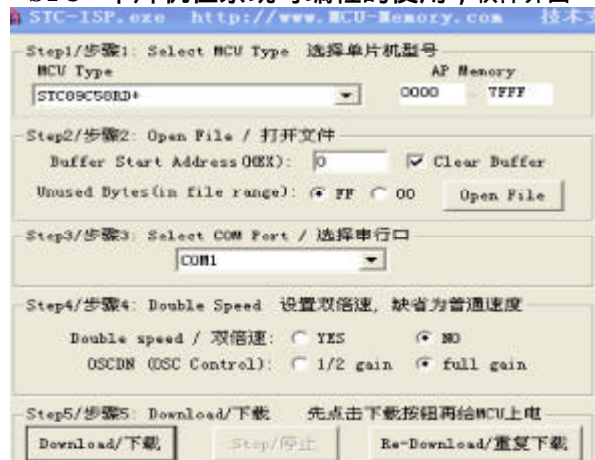 STC-ISP.exe http://www.MCU-Memory.com 技术支
Step1/步骤1: Select MCU Type 选择单片机型号
MCU Type AP Memory
STC89C58RD+ 0000 - 7FFF
Step2/步骤2: Open File / 打开文件
Buffer Start Address(HEX): 0 Clear Buffer
Unused Bytes(in file range): FF 00 Open File
Step3/步骤3: Select COM Port / 选择串行口
COM1
Step4/步骤4: Double Speed 设置双倍速, 缺省为普通速度
Double speed / 双倍速: YES NO
OSCDN (OSC Control): 1/2 gain full gain
Step5/步骤5: Download/下载 先点击下载按钮再给MCU上电
Download/下载 Stop/停止 Re-Download/重复下载